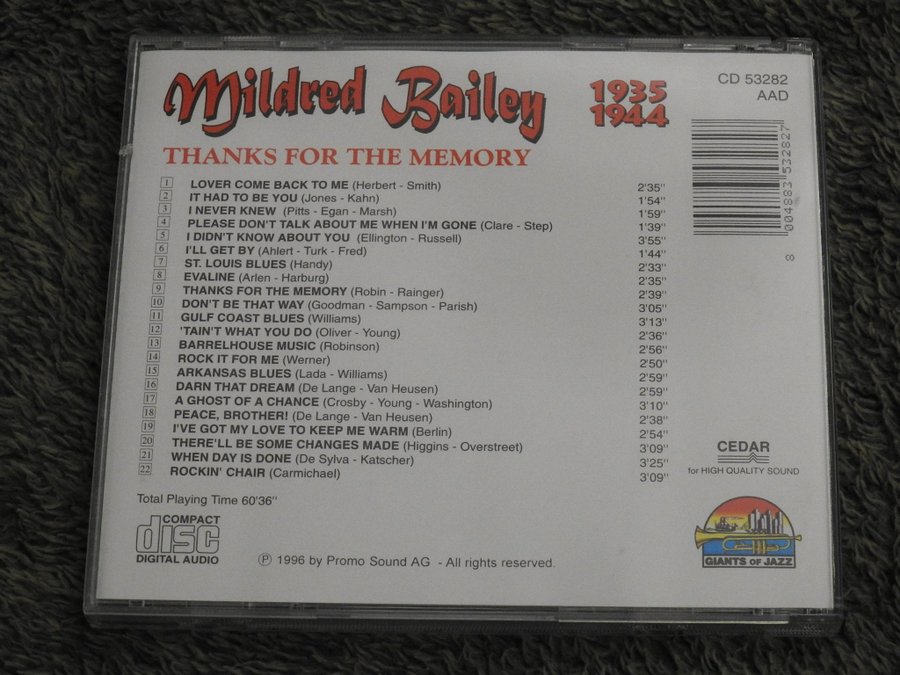 Mildred Bailey
1935
1944
CD 53282
AAD
THANKS FOR THE MEMORY
1 LOVER COME BACK TO ME (Herbert - Smith) 2'35"
2 IT HAD TO BE YOU (Jones - Kahn) 1'54"
3 I NEVER KNEW (Pitts - Egan - Marsh) 1'59"
4 PLEASE DON'T TALK ABOUT ME WHEN I'M GONE (Clare - Step) 1'39"
5 I DIDN'T KNOW ABOUT YOU (Ellington - Russell) 3'55"
6 I'LL GET BY (Ahlert - Turk - Fred) 1'44"
7 ST. LOUIS BLUES (Handy) 2'33"
8 EVALINE (Arlen - Harburg) 2'35"
9 THANKS FOR THE MEMORY (Robin - Rainger) 2'39"
10 DON'T BE THAT WAY (Goodman - Sampson - Parish) 3'05"
11 GULF COAST BLUES (Williams) 3'13"
12 'TAIN'T WHAT YOU DO (Oliver - Young) 2'36"
13 BARRELHOUSE MUSIC (Robinson) 2'56"
14 ROCK IT FOR ME (Werner) 2'50"
15 ARKANSAS BLUES (Lada - Williams) 2'59"
16 DARN THAT DREAM (De Lange - Van Heusen) 2'59"
17 A GHOST OF A CHANCE (Crosby - Young - Washington) 3'10"
18 PEACE, BROTHER! (De Lange - Van Heusen) 2'38"
19 I'VE GOT MY LOVE TO KEEP ME WARM (Berlin) 2'54"
20 THERE'LL BE SOME CHANGES MADE (Higgins - Overstreet) 3'09"
21 WHEN DAY IS DONE (De Sylva - Katscher) 3'25"
22 ROCKIN' CHAIR (Carmichael) 3'09"
004883 532827
8
CEDAR
for HIGH QUALITY SOUND
Total Playing Time 60'36"
COMPACT
disc
DIGITAL AUDIO
℗ 1996 by Promo Sound AG - All rights reserved.
GIANTS OF JAZZ